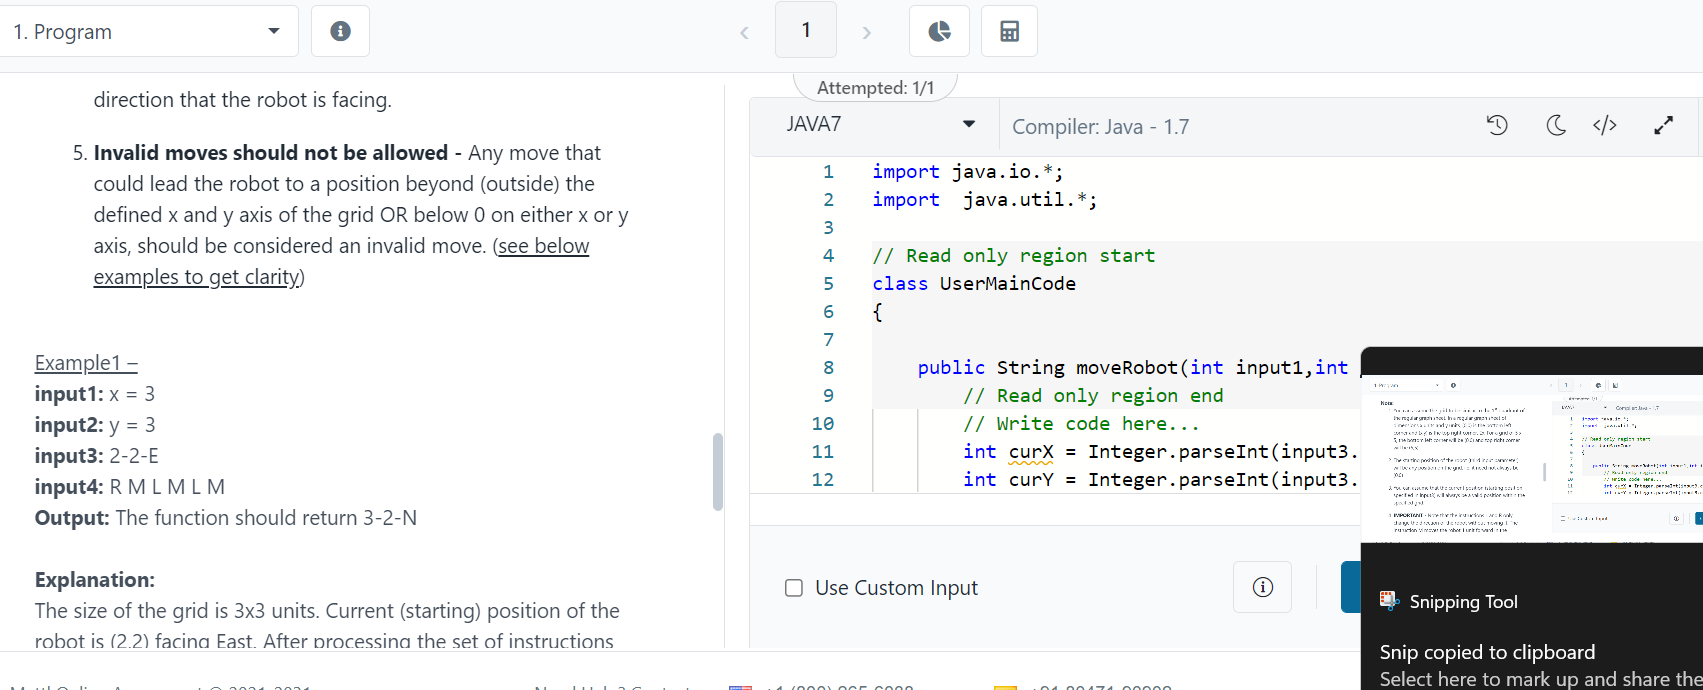 1. Program
1
Attempted: 1/1
direction that the robot is facing.
5. Invalid moves should not be allowed - Any move that
could lead the robot to a position beyond (outside) the
defined x and y axis of the grid OR below 0 on either x or y
axis, should be considered an invalid move. (see below
examples to get clarity)
Example1 –
input1: x = 3
input2: y = 3
input3: 2-2-E
input4: R M L M L M
Output: The function should return 3-2-N
Explanation:
The size of the grid is 3x3 units. Current (starting) position of the
robot is (2,2) facing East. After processing the set of instructions
JAVA7
Compiler: Java - 1.7
1 import java.io.*;
2 import  java.util.*;
3
4 // Read only region start
5 class UserMainCode
6 {
7
8 public String moveRobot(int input1,int
9 // Read only region end
10 // Write code here...
11 int curX = Integer.parseInt(input3.
12 int curY = Integer.parseInt(input3.
Use Custom Input
Snipping Tool
Snip copied to clipboard
Select here to mark up and share the